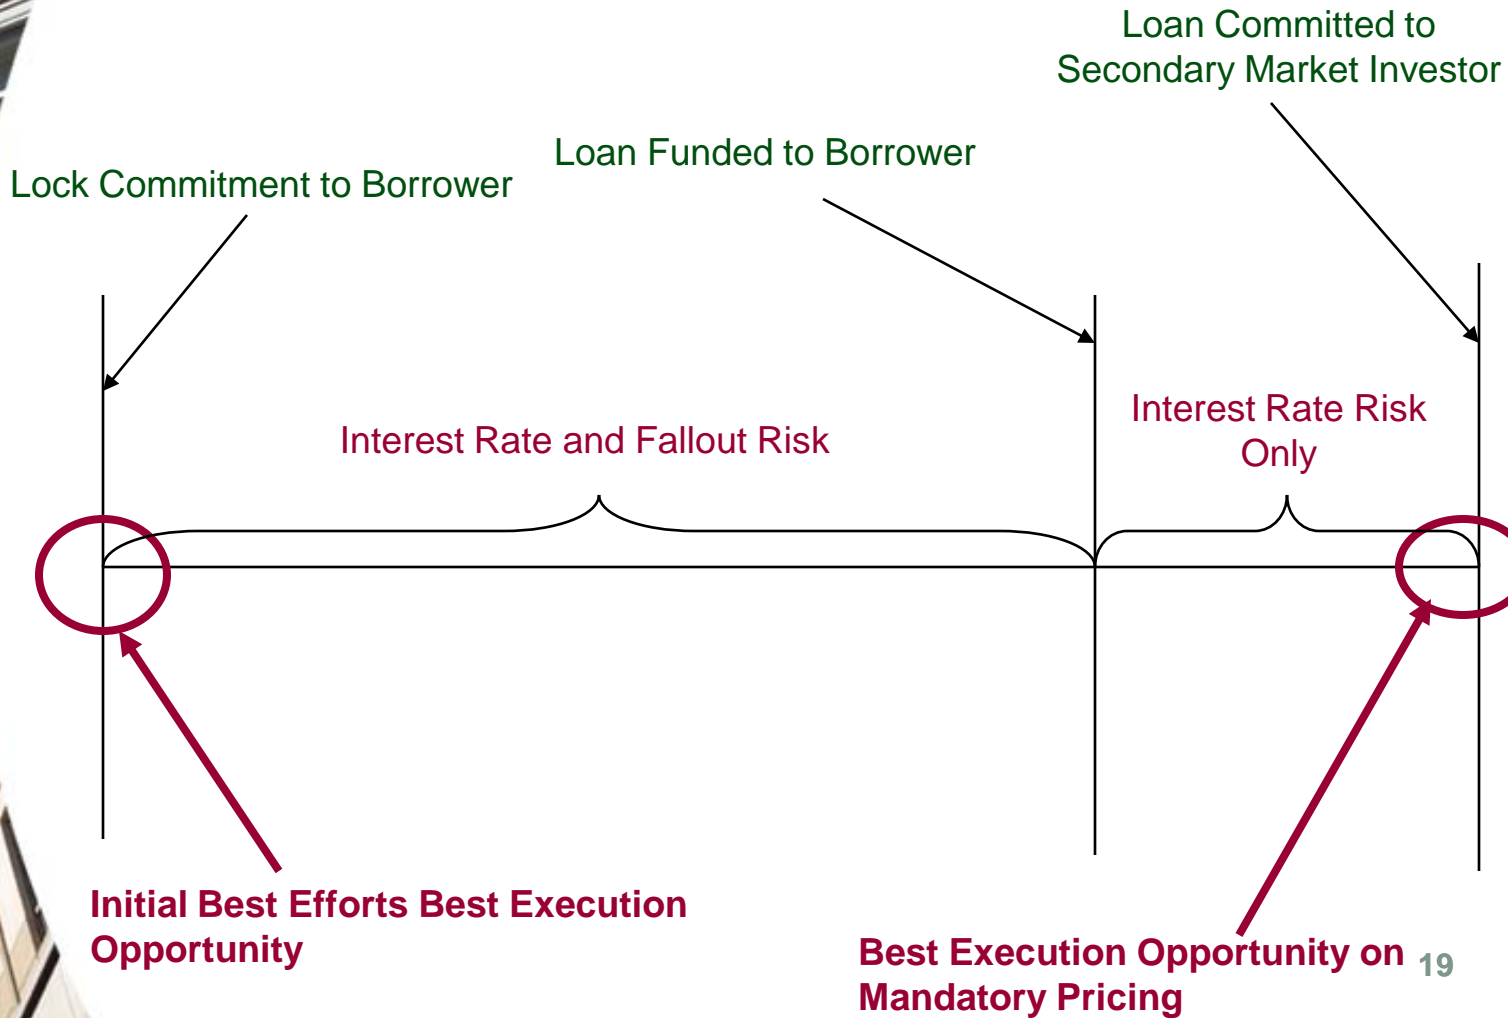 Loan Committed to
Secondary Market Investor
Loan Funded to Borrower
Lock Commitment to Borrower
Interest Rate and Fallout Risk
Interest Rate Risk
Only
Initial Best Efforts Best Execution
Opportunity
Best Execution Opportunity on
Mandatory Pricing
19